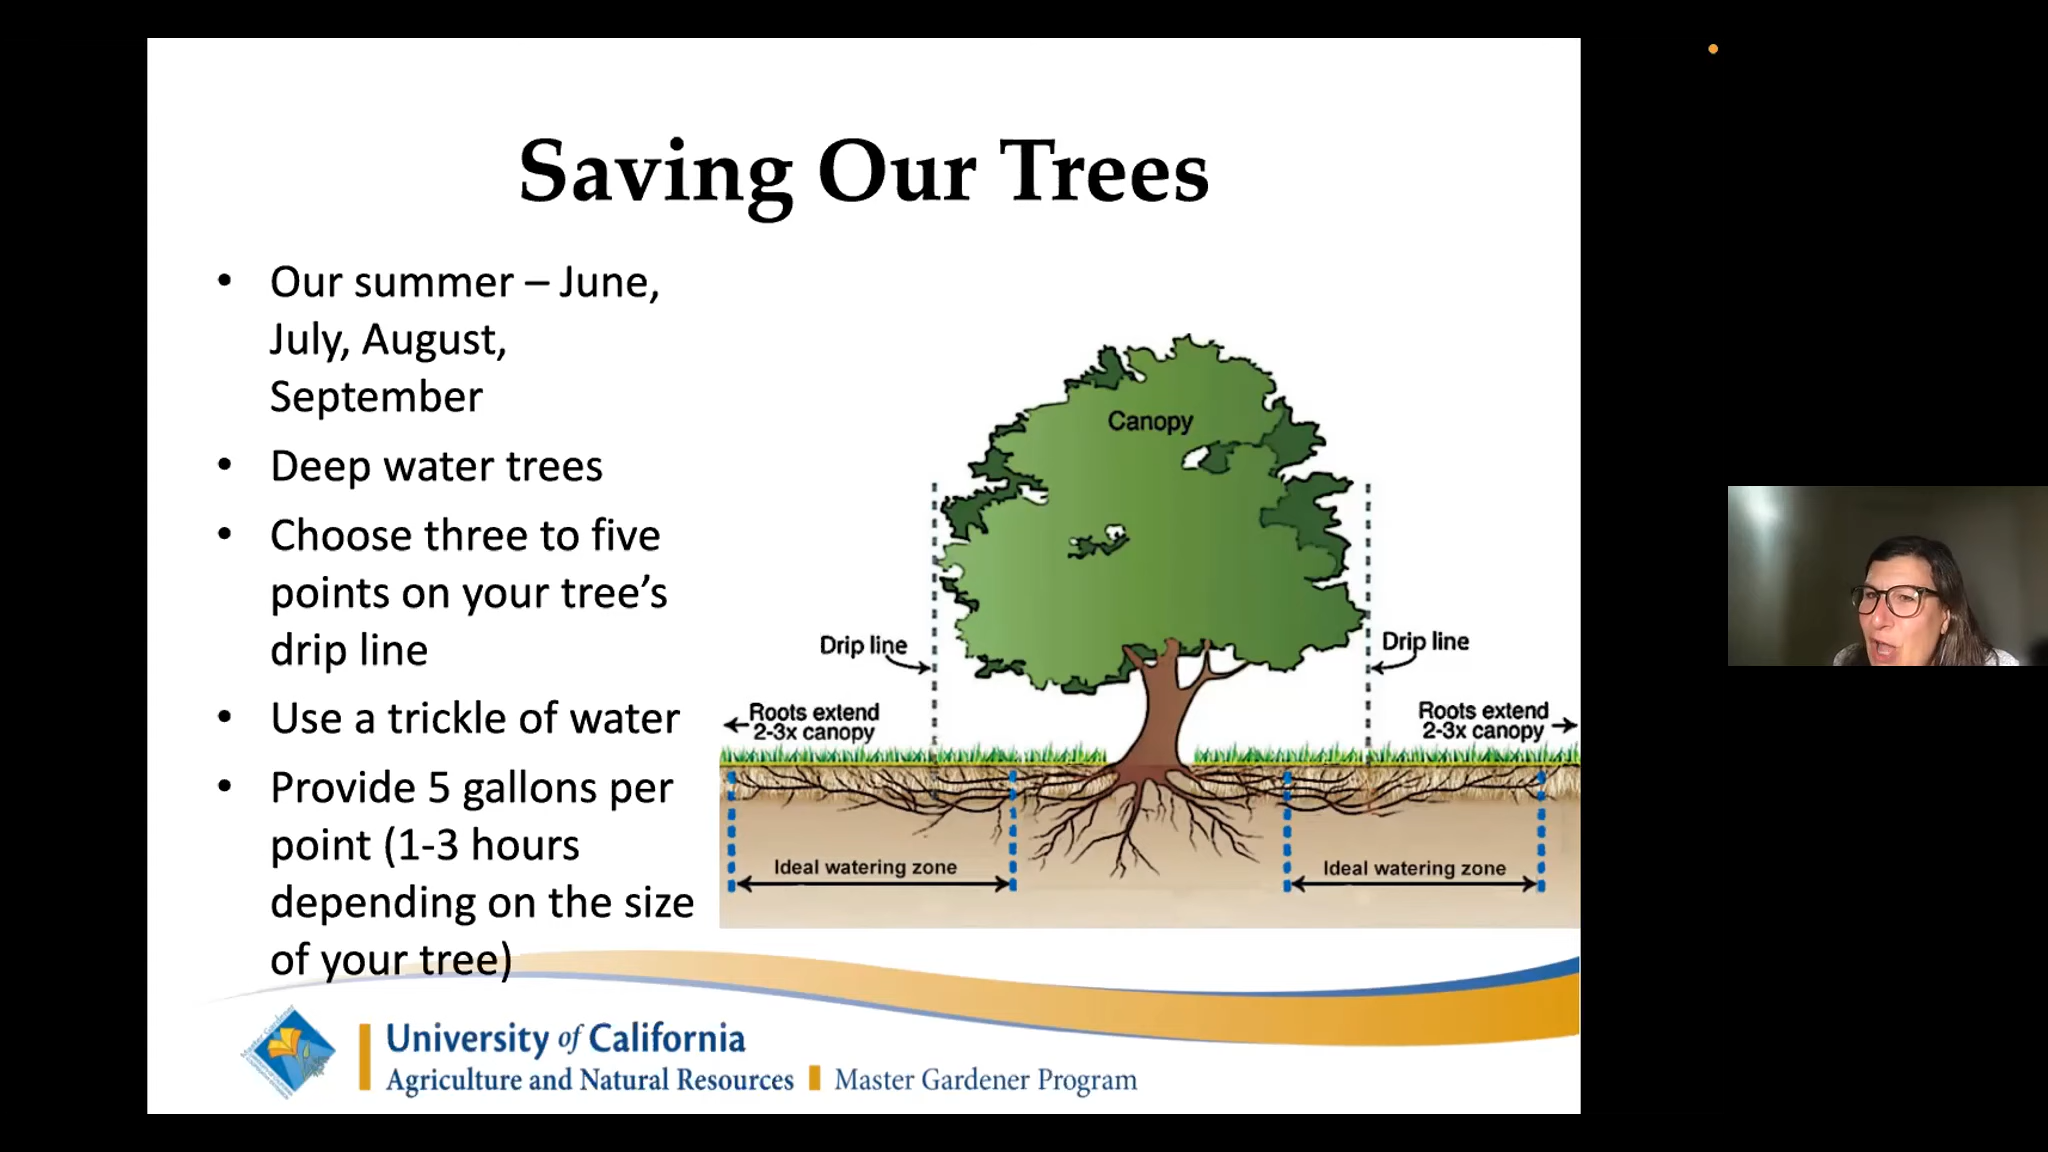 Saving Our Trees
• Our summer – June,
July, August,
September
• Deep water trees
• Choose three to five
points on your tree’s
drip line
• Use a trickle of water
• Provide 5 gallons per
point (1-3 hours
depending on the size
of your tree)
Canopy
Drip line
Drip line
Roots extend
2-3x canopy
Roots extend
2-3x canopy
Ideal watering zone
Ideal watering zone
Master Gardener
University of California
Agriculture and Natural Resources
Master Gardener Program